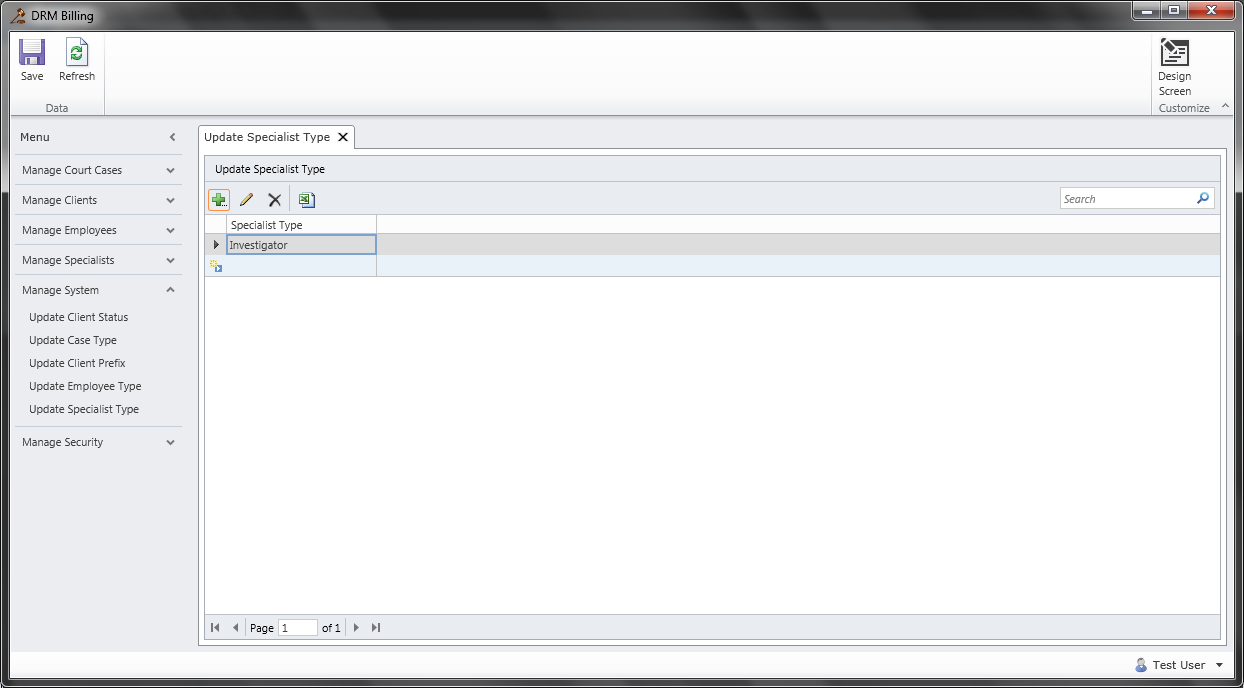 DRM Billing
Save
Refresh
Data
Design
Screen
Customize
Menu
Manage Court Cases
Manage Clients
Manage Employees
Manage Specialists
Manage System
Update Client Status
Update Case Type
Update Client Prefix
Update Employee Type
Update Specialist Type
Manage Security
Update Specialist Type
Update Specialist Type
Search
Specialist Type
Investigator
Page 1 of 1
Test User